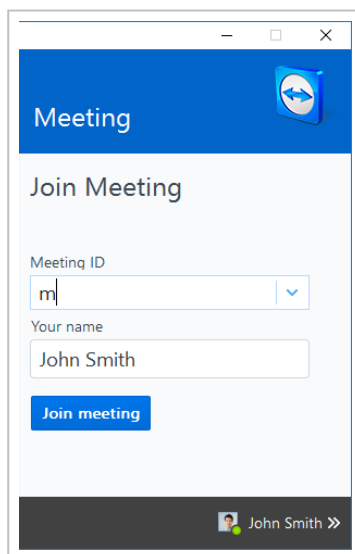 Meeting
Join Meeting
Meeting ID
m
Your name
John Smith
Join meeting
John Smith